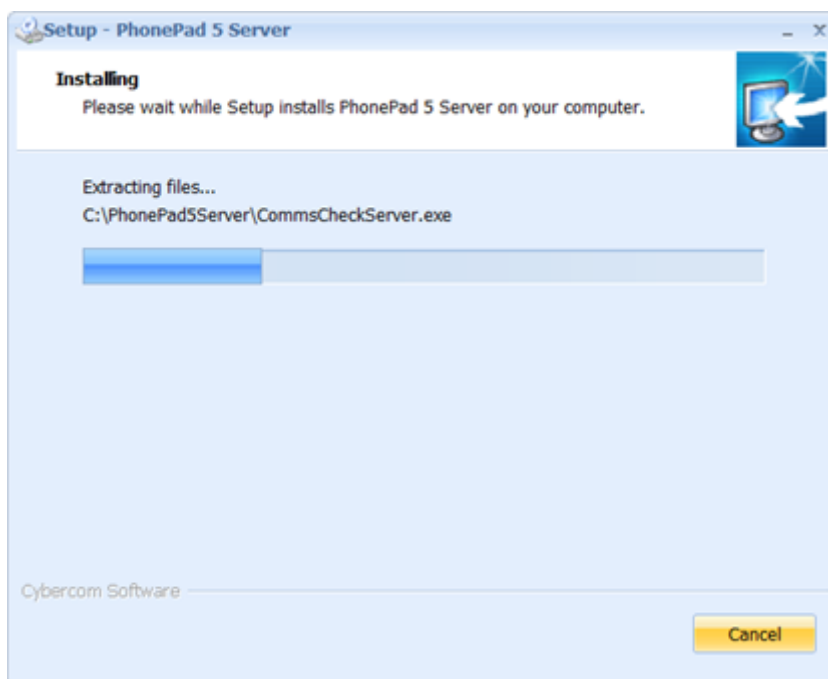 Setup - PhonePad 5 Server
Installing
Please wait while Setup installs PhonePad 5 Server on your computer.
Extracting files...
C:\PhonePad5Server\CommsCheckServer.exe
Cybercom Software
Cancel